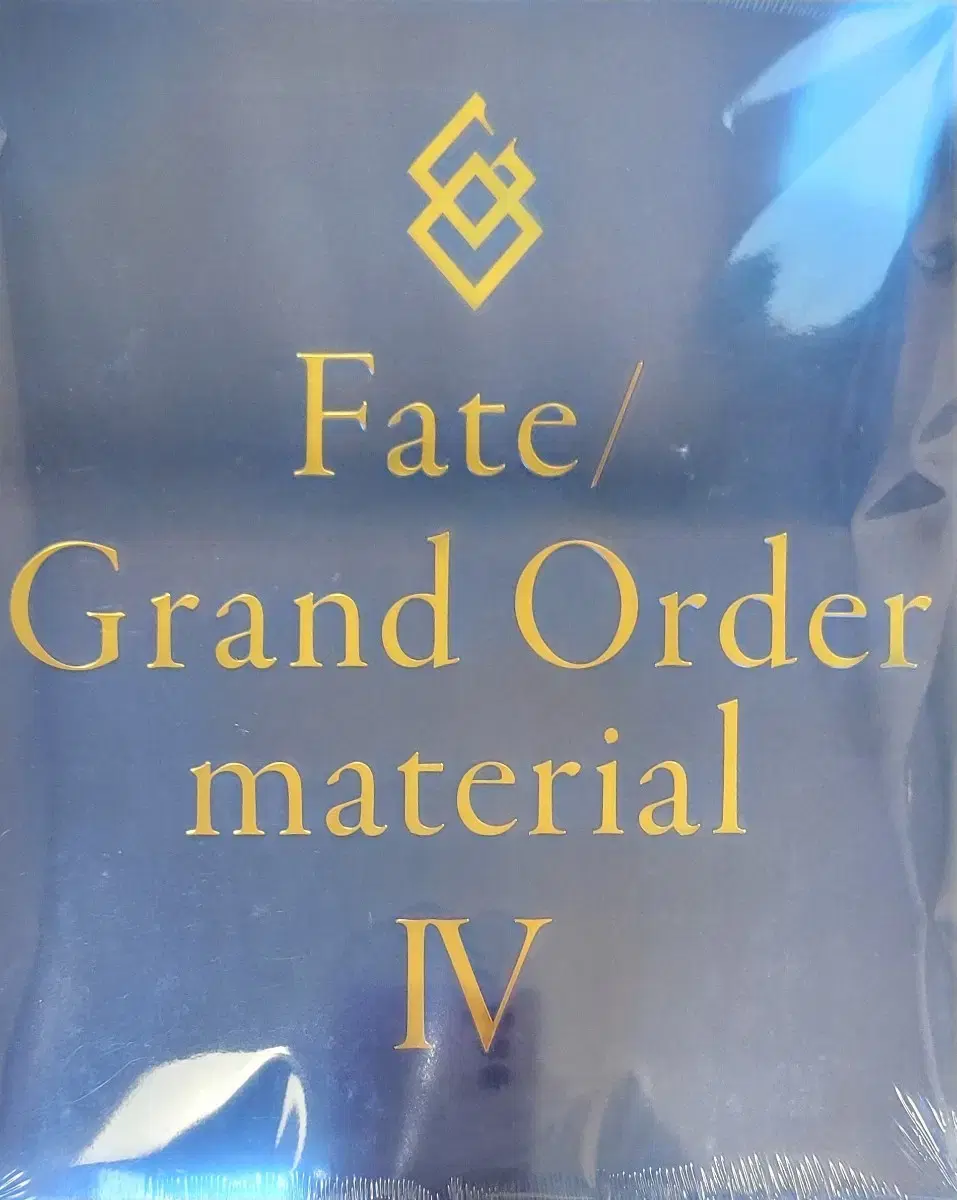 Fate/
Grand Order
material
IV